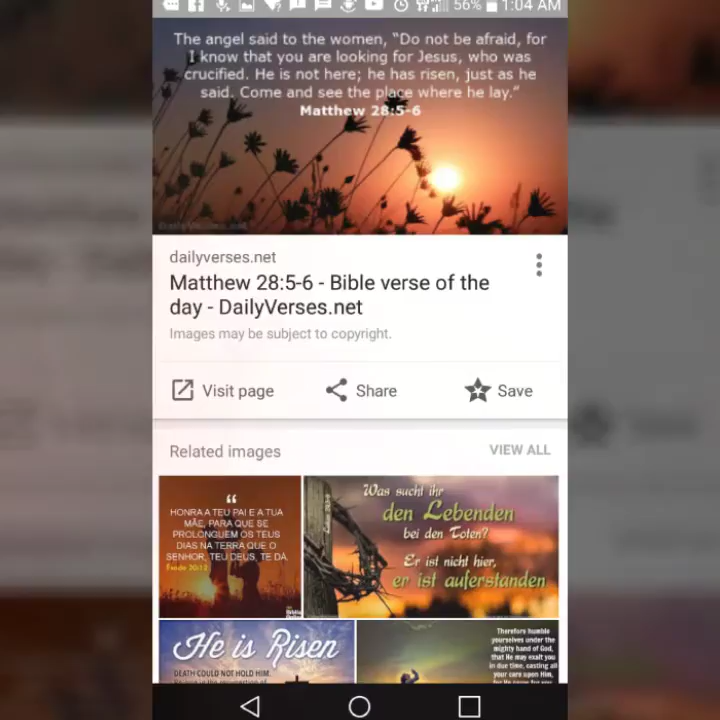 56% 1:04 AM
The angel said to the women, “Do not be afraid, for
I know that you are looking for Jesus, who was
crucified. He is not here; he has risen, just as he
said. Come and see the place where he lay.”
Matthew 28:5-6
dailyverses.net
Matthew 28:5-6 - Bible verse of the
day - DailyVerses.net
Images may be subject to copyright.
Visit page
Share
Save
Related images
VIEW ALL
“
HONRA A TEU PAI E A TUA
MÃE, PARA QUE SE
PROLONGUEM OS TEUS
DIAS NA TERRA QUE O
SENHOR, TEU DEUS, TE DÁ.
Êxodo 20:12
Was sucht ihr
den Lebenden
bei den Toten?
Er ist nicht hier,
er ist auferstanden
He is Risen
DEATH COULD NOT HOLD HIM.
Therefore humble
yourselves under the
mighty hand of God,
that He may exalt you
in due time, casting all
your care upon Him,